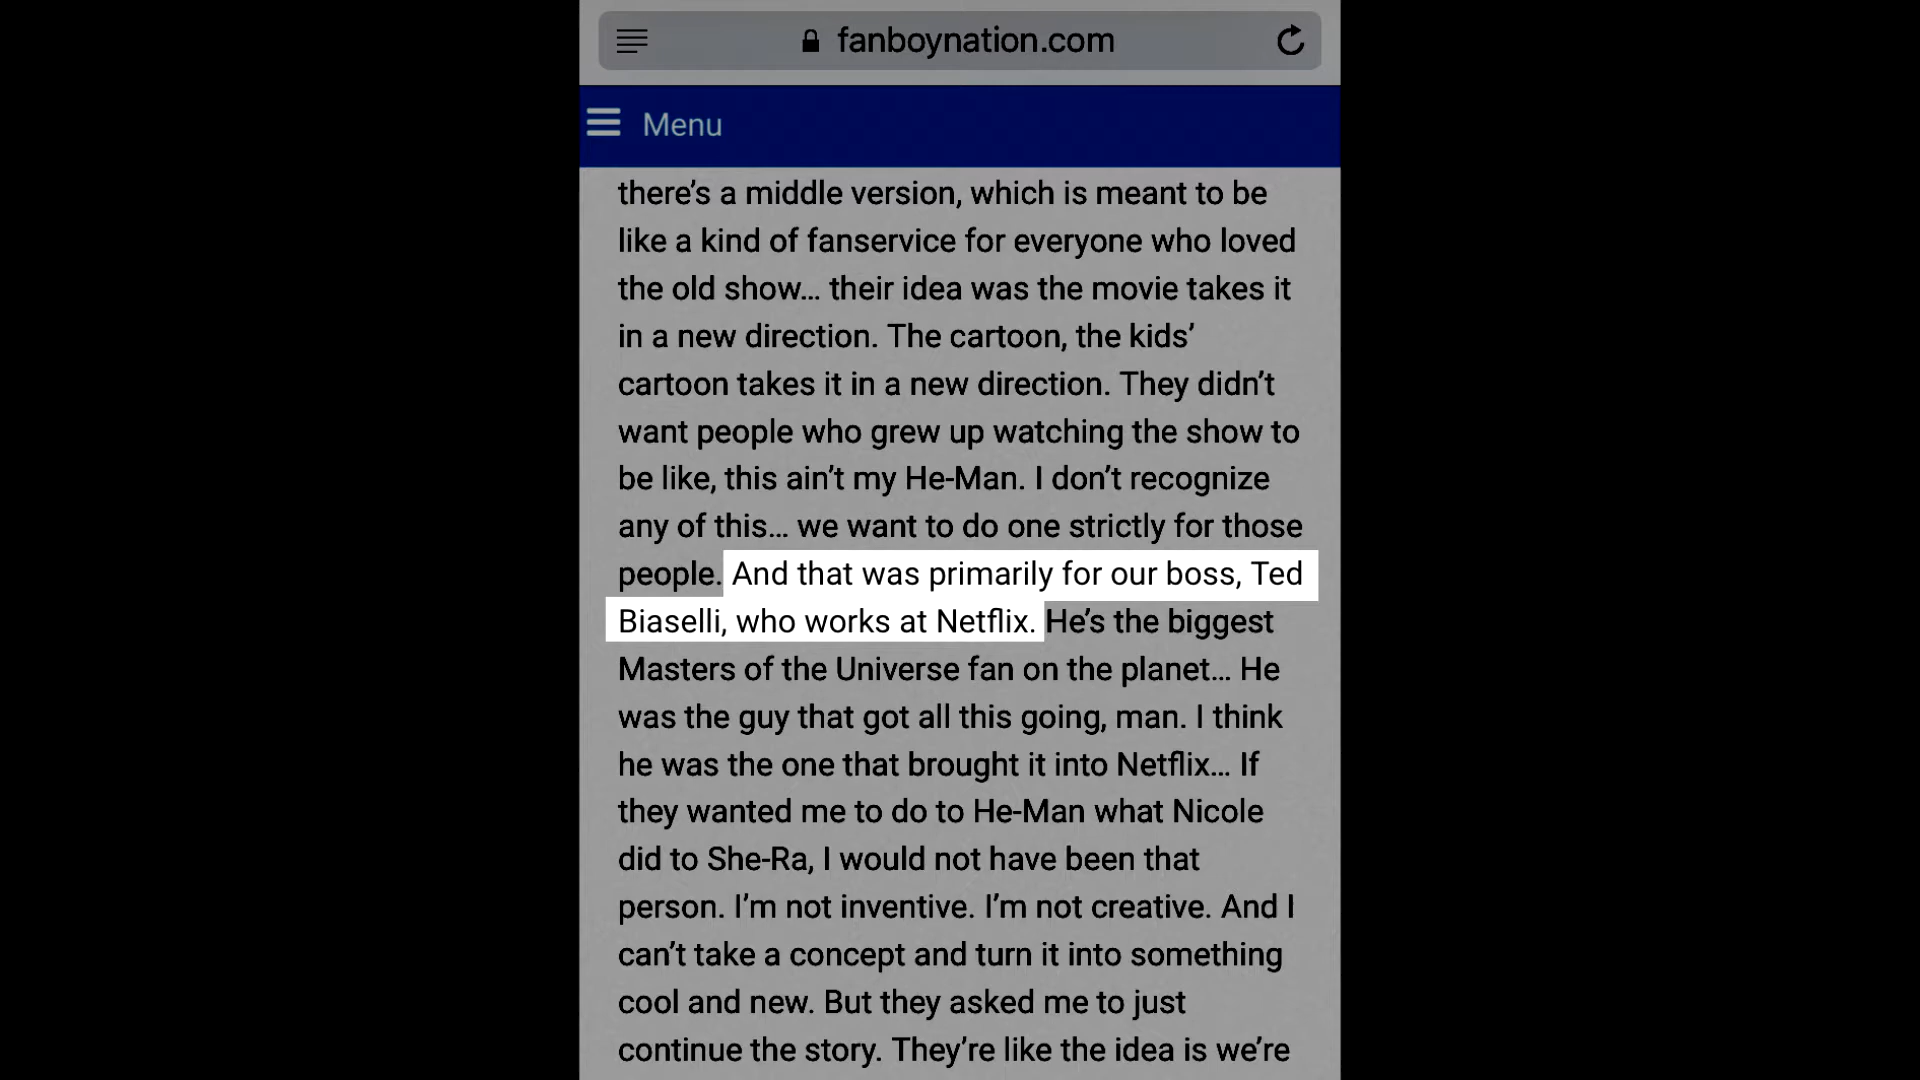 fanboynation.com
Menu
there’s a middle version, which is meant to be
like a kind of fanservice for everyone who loved
the old show… their idea was the movie takes it
in a new direction. The cartoon, the kids’
cartoon takes it in a new direction. They didn’t
want people who grew up watching the show to
be like, this ain’t my He-Man. I don’t recognize
any of this… we want to do one strictly for those
people. And that was primarily for our boss, Ted
Biaselli, who works at Netflix. He’s the biggest
Masters of the Universe fan on the planet… He
was the guy that got all this going, man. I think
he was the one that brought it into Netflix… If
they wanted me to do to He-Man what Nicole
did to She-Ra, I would not have been that
person. I’m not inventive. I’m not creative. And I
can’t take a concept and turn it into something
cool and new. But they asked me to just
continue the story. They’re like the idea is we’re